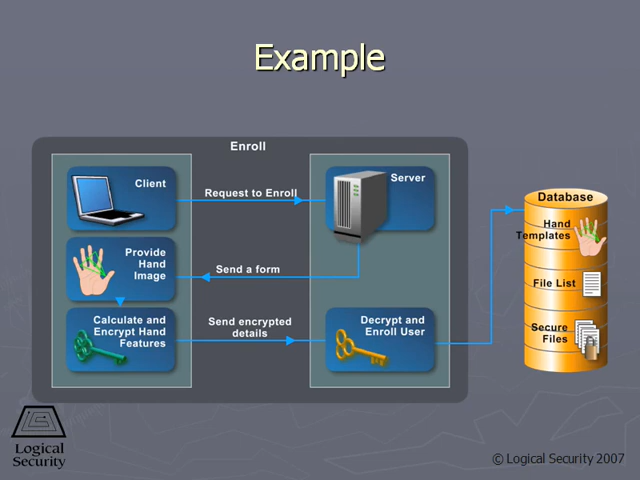 Example
Enroll
Client
Request to Enroll
Server
Provide
Hand
Image
Send a form
Calculate and
Encrypt Hand
Features
Send encrypted
details
Decrypt and
Enroll User
Database
Hand
Templates
File List
Secure
Files
Logical
Security
© Logical Security 2007